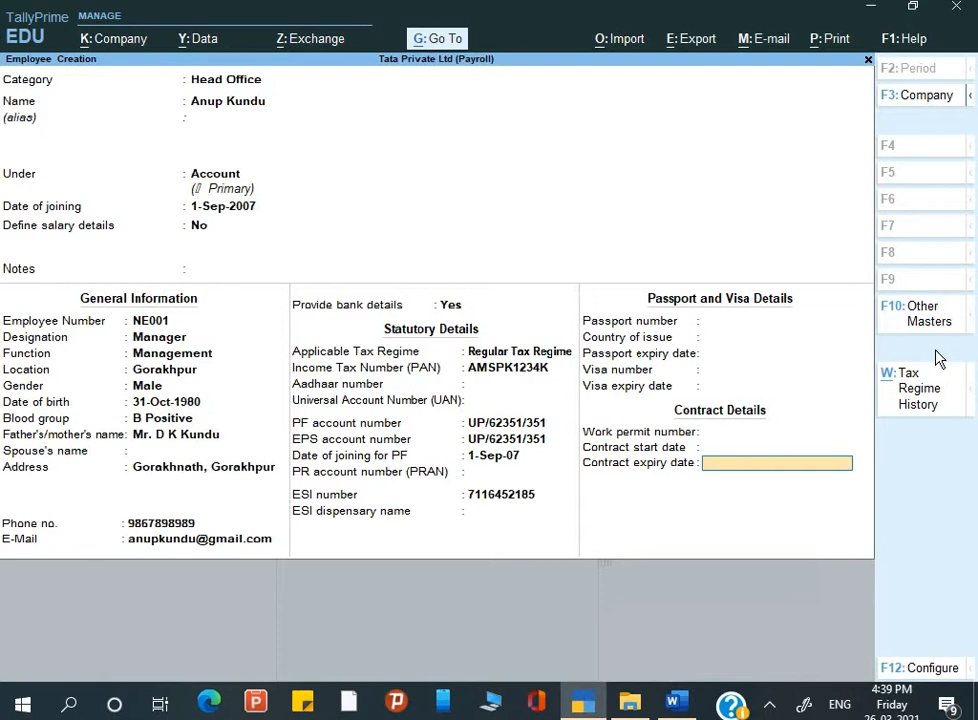 TallyPrime MANAGE
EDU K: Company Y: Data Z: Exchange G: Go To O: Import E: Export M: E-mail P: Print F1: Help
Employee Creation Tata Private Ltd (Payroll)
Category : Head Office
Name : Anup Kundu
(alias) :
Under : Account
Primary)
Date of joining : 1-Sep-2007
Define salary details : No
Notes :
General Information
Employee Number : NE001
Designation : Manager
Function : Management
Location : Gorakhpur
Gender : Male
Date of birth : 31-Oct-1980
Blood group : B Positive
Father's/mother's name : Mr. D K Kundu
Spouse's name :
Address : Gorakhnath, Gorakhpur
Phone no. : 9867898989
E-Mail : anupkundu@gmail.com
Provide bank details : Yes
Statutory Details
Applicable Tax Regime : Regular Tax Regime
Income Tax Number (PAN) : AMSPK1234K
Aadhaar number :
Universal Account Number (UAN):
PF account number : UP/62351/351
EPS account number : UP/62351/351
Date of joining for PF : 1-Sep-07
PR account number (PRAN) :
ESI number : 7116452185
ESI dispensary name :
Passport and Visa Details
Passport number :
Country of issue :
Passport expiry date:
Visa number :
Visa expiry date :
Contract Details
Work permit number:
Contract start date :
Contract expiry date :
F2: Period
F3: Company
F4
F5
F6
F7
F8
F9
F10: Other
Masters
W: Tax
Regime
History
F12: Configure
4:39 PM
ENG Friday
26-03-2021 9